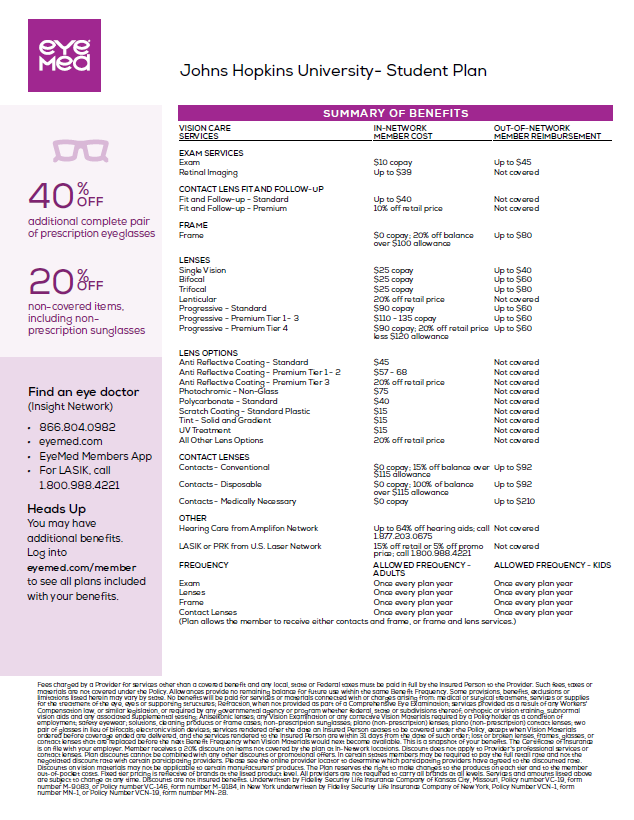 eye
Med
Johns Hopkins University- Student Plan
SUMMARY OF BENEFITS
VISION CARE SERVICES IN-NETWORK MEMBER COST OUT-OF-NETWORK MEMBER REIMBURSEMENT
EXAM SERVICES
Exam $10 copay Up to $45
Retinal Imaging Up to $39 Not covered
CONTACT LENS FIT AND FOLLOW-UP
Fit and Follow-up - Standard Up to $40 Not covered
Fit and Follow-up - Premium 10% off retail price Not covered
FRAME
Frame $0 copay; 20% off balance over $100 allowance Up to $80
LENSES
Single Vision $25 copay Up to $40
Bifocal $25 copay Up to $60
Trifocal $25 copay Up to $80
Lenticular 20% off retail price Not covered
Progressive - Standard $90 copay Up to $60
Progressive - Premium Tier 1 - 3 $110 - 135 copay Up to $60
Progressive - Premium Tier 4 $90 copay; 20% off retail price less $120 allowance Up to $60
LENS OPTIONS
Anti Reflective Coating - Standard $45 Not covered
Anti Reflective Coating - Premium Tier 1 - 2 $57 - 68 Not covered
Anti Reflective Coating - Premium Tier 3 20% off retail price Not covered
Photochromic - Non-Glass $75 Not covered
Polycarbonate - Standard $40 Not covered
Scratch Coating - Standard Plastic $15 Not covered
Tint - Solid and Gradient $15 Not covered
UV Treatment $15 Not covered
All Other Lens Options 20% off retail price Not covered
CONTACT LENSES
Contacts - Conventional $0 copay; 15% off balance over $115 allowance Up to $92
Contacts - Disposable $0 copay; 100% of balance over $115 allowance Up to $92
Contacts - Medically Necessary $0 copay Up to $210
OTHER
Hearing Care from Amplifon Network Up to 64% off hearing aids; call 1.877.203.0675 Not covered
LASIK or PRK from U.S. Laser Network 15% off retail or 5% off promo price; call 1.800.988.4221 Not covered
FREQUENCY ALLOWED FREQUENCY - ADULTS ALLOWED FREQUENCY - KIDS
Exam Once every plan year Once every plan year
Lenses Once every plan year Once every plan year
Frame Once every plan year Once every plan year
Contact Lenses Once every plan year Once every plan year
(Plan allows the member to receive either contacts and frame, or frame and lens services.)
40% OFF
additional complete pair
of prescription eyeglasses
20% OFF
non-covered items,
including non-
prescription sunglasses
Find an eye doctor
(Insight Network)
• 866.804.0982
• eyemed.com
• EyeMed Members App
• For LASIK, call
1.800.988.4221
Heads Up
You may have
additional benefits.
Log into
eyemed.com/member
to see all plans included
with your benefits.
Fees charged by a Provider for services other than a covered benefit and any local, state or Federal taxes must be paid in full by the Insured Person to the Provider. Such fees, taxes or
materials are not covered under the Policy. Allowances provide no remaining balance for future use within the same Benefit Frequency. Some provisions, benefits, exclusions or
limitations listed herein may vary by state. No benefits will be paid for services or materials connected with or charges arising from: medical or surgical treatment, services or supplies
for the treatment of the eye, eyes or supporting structures; Refraction, when not provided as part of a Comprehensive Eye Examination; services provided as a result of any Workers'
Compensation law, or similar legislation, or required by any governmental agency or program whether federal, state or subdivisions thereof; orthoptic or vision training, subnormal
vision aids and any associated supplemental testing; Aniseikonic lenses; any Vision Examination or any corrective Vision Materials required by a Policyholder as a condition of
employment; safety eyewear; solutions, cleaning products or frame cases; non-prescription sunglasses; plano (non-prescription) lenses; plano (non-prescription) contact lenses; two
pair of glasses in lieu of bifocals; electronic vision devices; services rendered after the date an Insured Person ceases to be covered under the Policy, except when Vision Materials
ordered before coverage ended are delivered, and the services rendered to the Insured Person are within 31 days from the date of such order; lost or broken lenses, frames, glasses, or
contact lenses that are replaced before the next Benefit Frequency when Vision Materials would next become available. This is a snapshot of your benefits. The Certificate of Insurance
is on file with your employer. Member receives a 20% discount on items not covered by the plan at In-Network locations. Discount does not apply to Provider's professional services or
contact lenses. Plan discounts cannot be combined with any other discounts or promotional offers. In certain states members may be required to pay the full retail rate and not the
negotiated discount rate with certain participating providers. Please see the online provider locator to determine which participating providers have agreed to the discounted rate.
Discounts on vision materials may not be applicable to certain manufacturers' products. The Plan reserves the right to make changes to the products on each tier and to the member
out-of-pocket costs. Fixed tier pricing is reflective of brands at the listed product level. All providers are not required to carry all brands at all levels. Services and amounts listed above
are subject to change at any time. Discounts are not insured benefits. Underwritten by Fidelity Security Life Insurance Company of Kansas City, Missouri, Policy number VC-19, form
number M-9083, or Policy number VC-146, form number M-9184, in New York underwritten by Fidelity Security Life Insurance Company of New York, Policy Number VCN-1, form
number MN-1, or Policy Number VCN-19, form number MN-28.